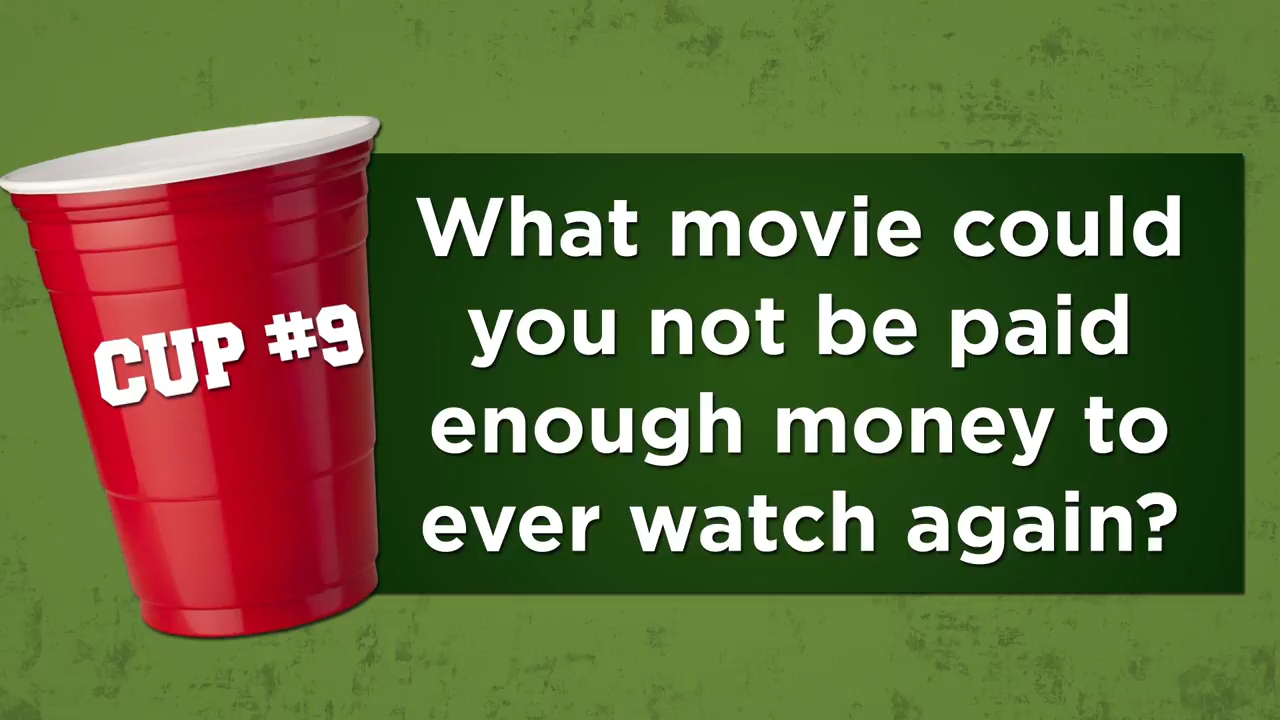 CUP #9
What movie could
you not be paid
enough money to
ever watch again?